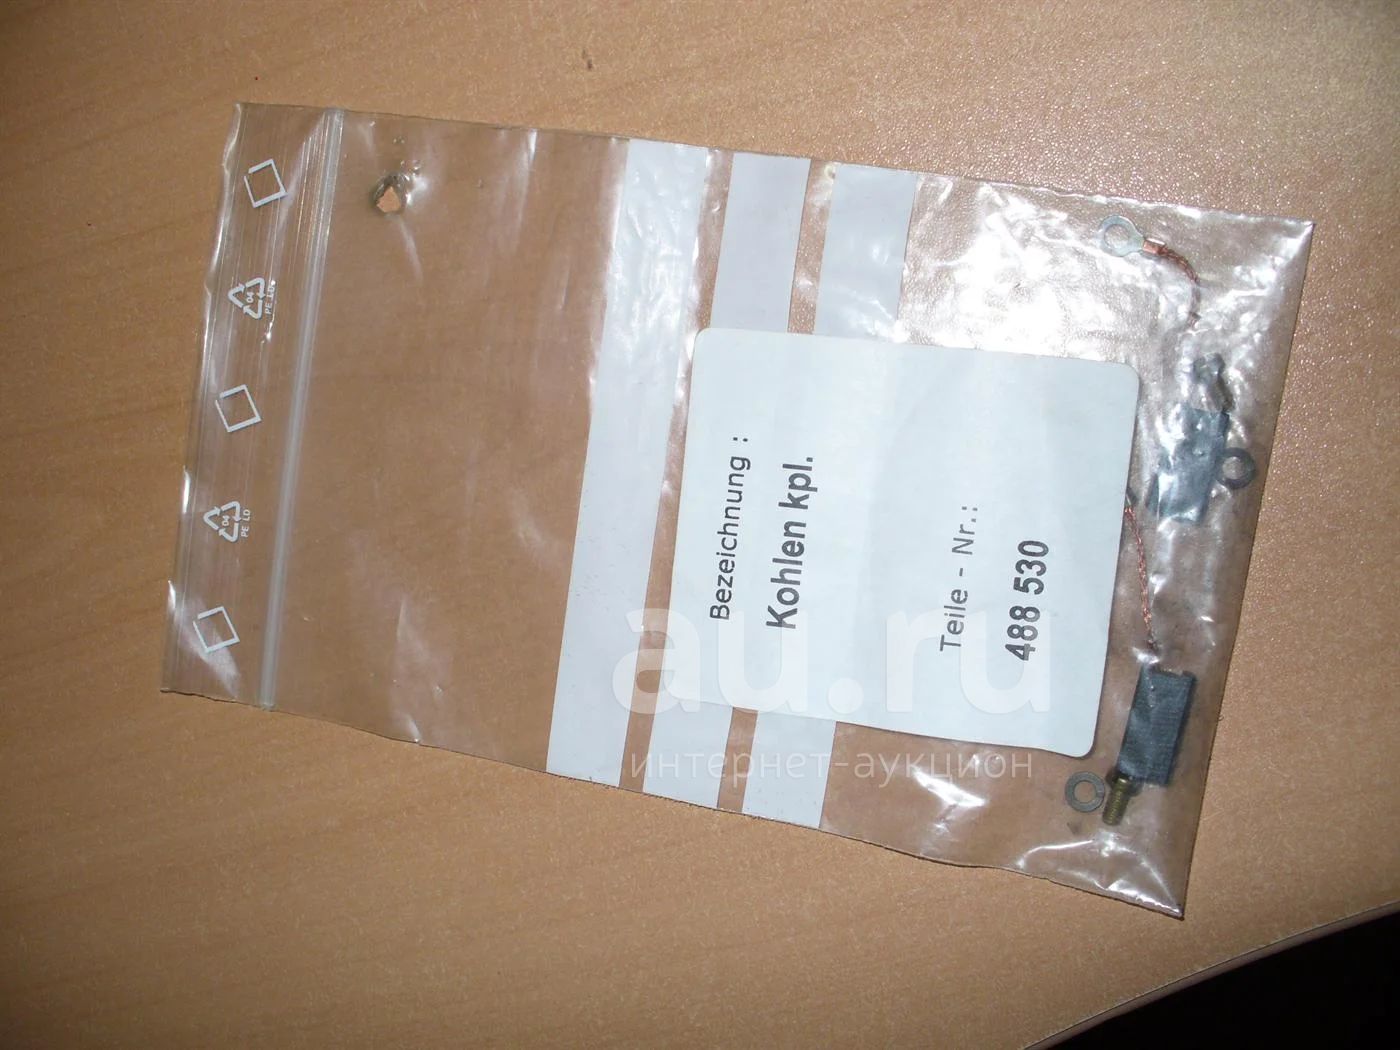 Bezeichnung :
Kohlen kpl.
Teile - Nr.:
488 530
04
PE LD
04
PE LD
au.ru
интернет-аукцион